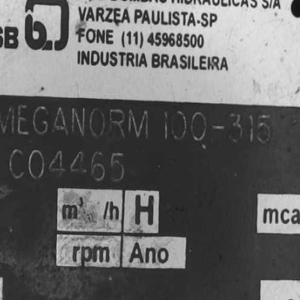 BOMBAS HIDRAULICAS S/A
VARZEA PAULISTA-SP
SB FONE (11) 45968500
INDUSTRIA BRASILEIRA
MEGANORM 100-315
C04465
m³/h H mca
rpm Ano